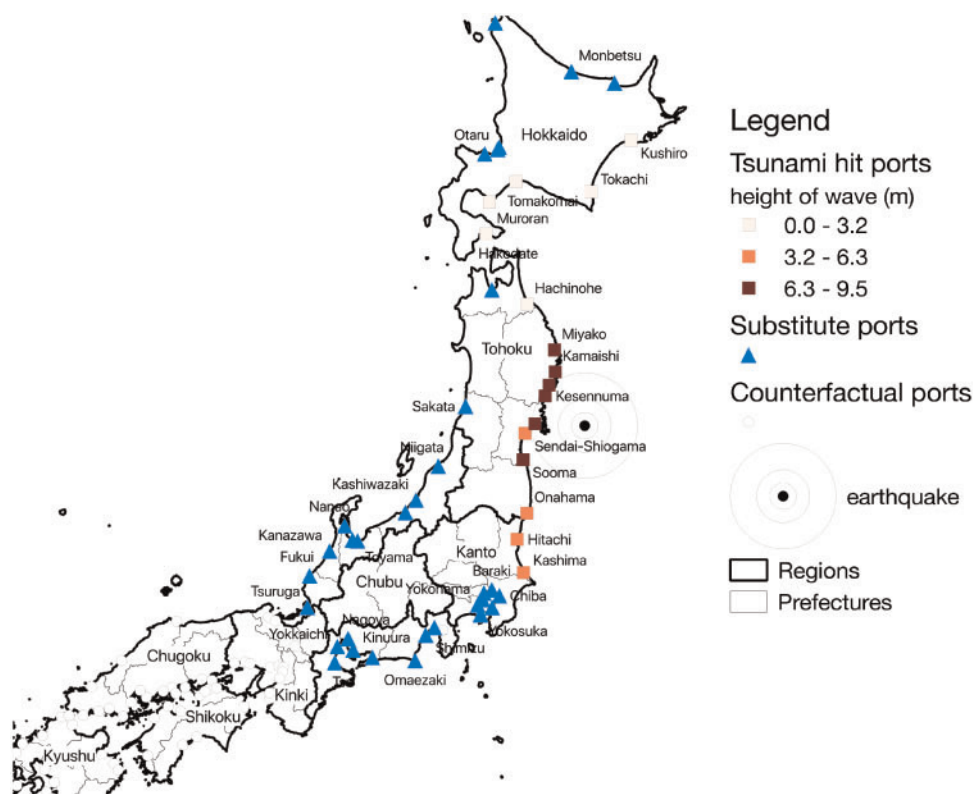 Monbetsu
Otaru
Hokkaido
Kushiro
Tokachi
Tomakomai
Muroran
Hakodate
Hachinohe
Miyako
Tohoku
Kamaishi
Kesennuma
Sakata
Sendai-Shiogama
Niigata
Sooma
Kashiwazaki
Onahama
Nanao
Kanazawa
Hitachi
Toyama
Kanto
Fukui
Kashima
Baraki
Chubu
Yokohama
Chiba
Tsuruga
Nagoya
Yokosuka
Yokkaichi
Kinuura
Shimizu
Chugoku
Omaezaki
Kinki
Shikoku
Kyushu
Legend
Tsunami hit ports
height of wave (m)
0.0 - 3.2
3.2 - 6.3
6.3 - 9.5
Substitute ports
Counterfactual ports
earthquake
Regions
Prefectures